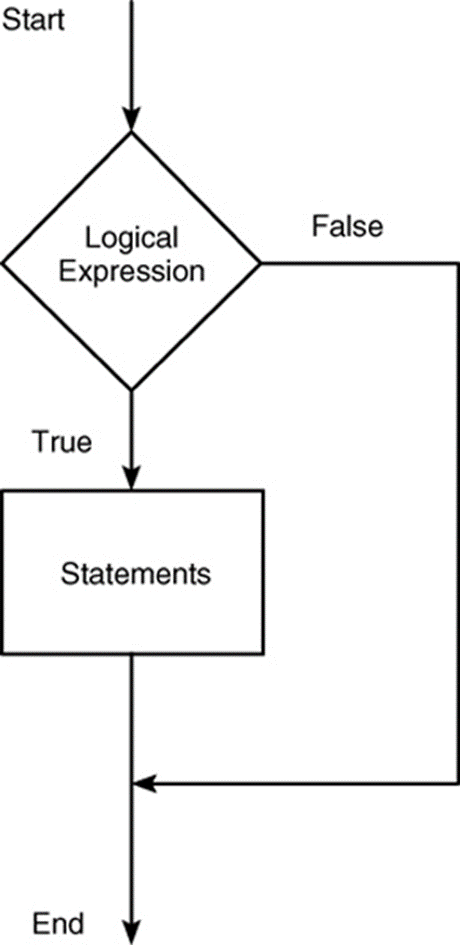 Start
Logical
Expression
False
True
Statements
End